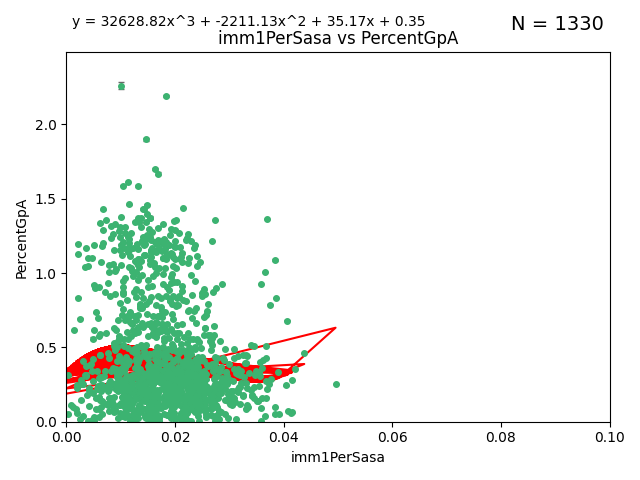 y = 32628.82x^3 + -2211.13x^2 + 35.17x + 0.35
N = 1330
imm1PerSasa vs PercentGpA
PercentGpA
2.0
1.5
1.0
0.5
0.0
0.00 0.02 0.04 0.06 0.08 0.10
imm1PerSasa